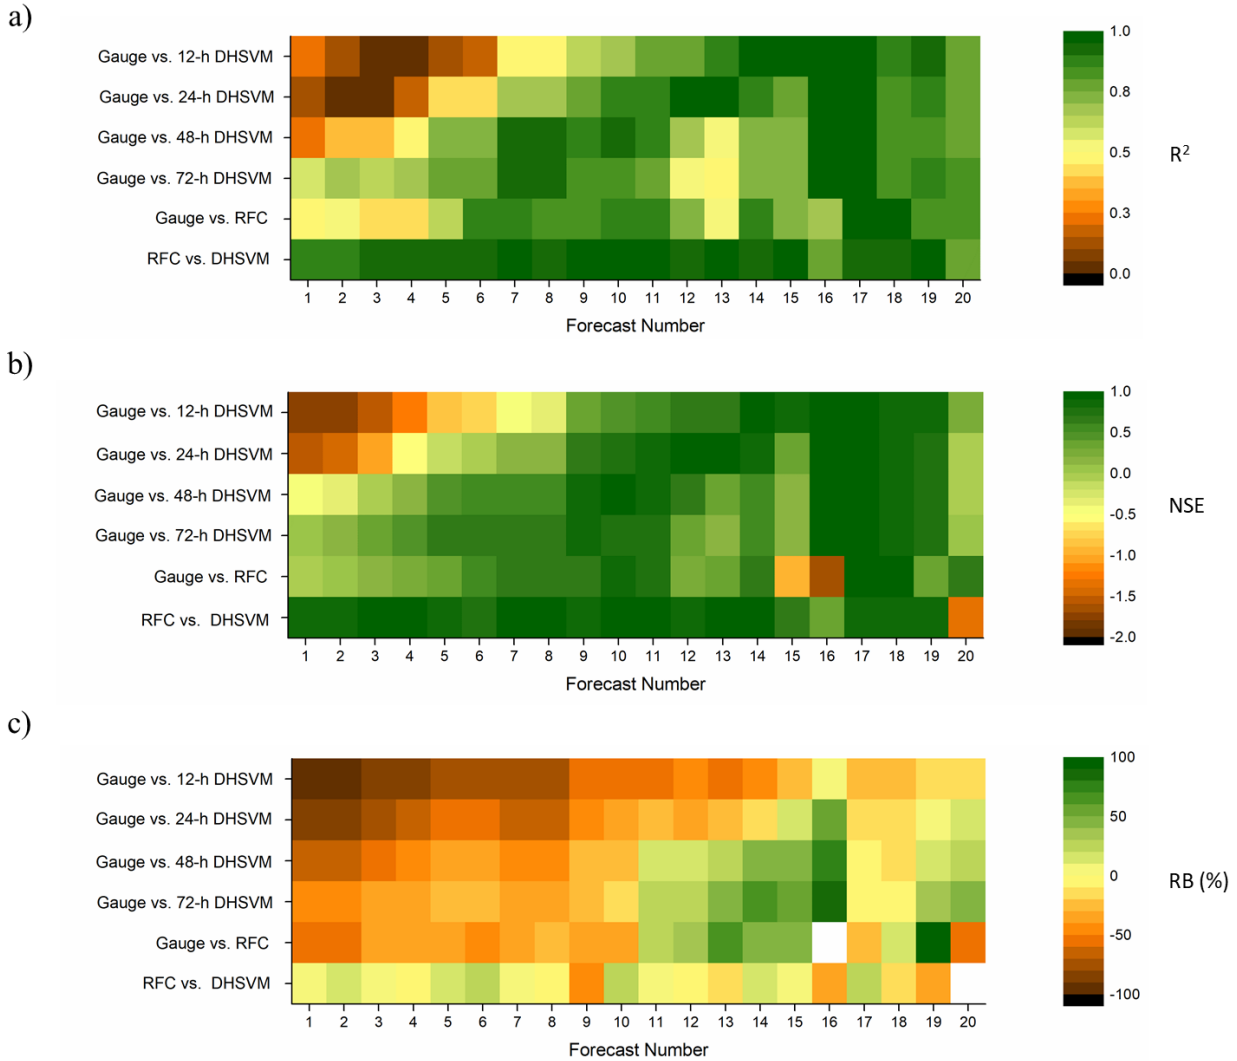 a)
Gauge vs. 12-h DHSVM
Gauge vs. 24-h DHSVM
Gauge vs. 48-h DHSVM
Gauge vs. 72-h DHSVM
Gauge vs. RFC
RFC vs. DHSVM
1 2 3 4 5 6 7 8 9 10 11 12 13 14 15 16 17 18 19 20
Forecast Number
1.0
0.8
0.5
0.3
0.0
R²
b)
Gauge vs. 12-h DHSVM
Gauge vs. 24-h DHSVM
Gauge vs. 48-h DHSVM
Gauge vs. 72-h DHSVM
Gauge vs. RFC
RFC vs. DHSVM
1 2 3 4 5 6 7 8 9 10 11 12 13 14 15 16 17 18 19 20
Forecast Number
1.0
0.5
0.0
-0.5
-1.0
-1.5
-2.0
NSE
c)
Gauge vs. 12-h DHSVM
Gauge vs. 24-h DHSVM
Gauge vs. 48-h DHSVM
Gauge vs. 72-h DHSVM
Gauge vs. RFC
RFC vs. DHSVM
1 2 3 4 5 6 7 8 9 10 11 12 13 14 15 16 17 18 19 20
Forecast Number
100
50
0
-50
-100
RB (%)